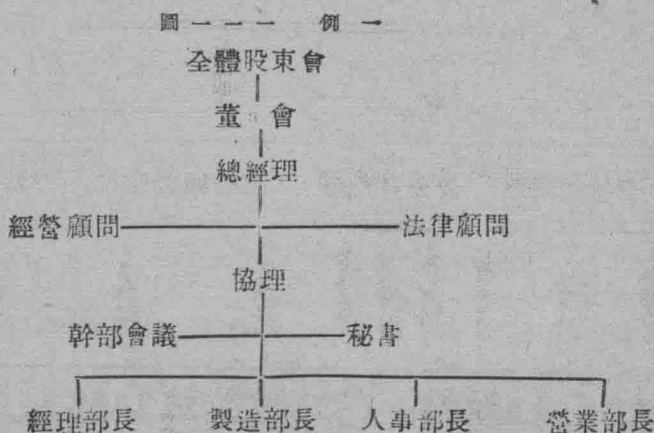 圖一一一 例一
全體股東會
董會
總經理
經營顧問 法律顧問
協理
幹部會議 秘書
經理部長 製造部長 人事部長 營業部長